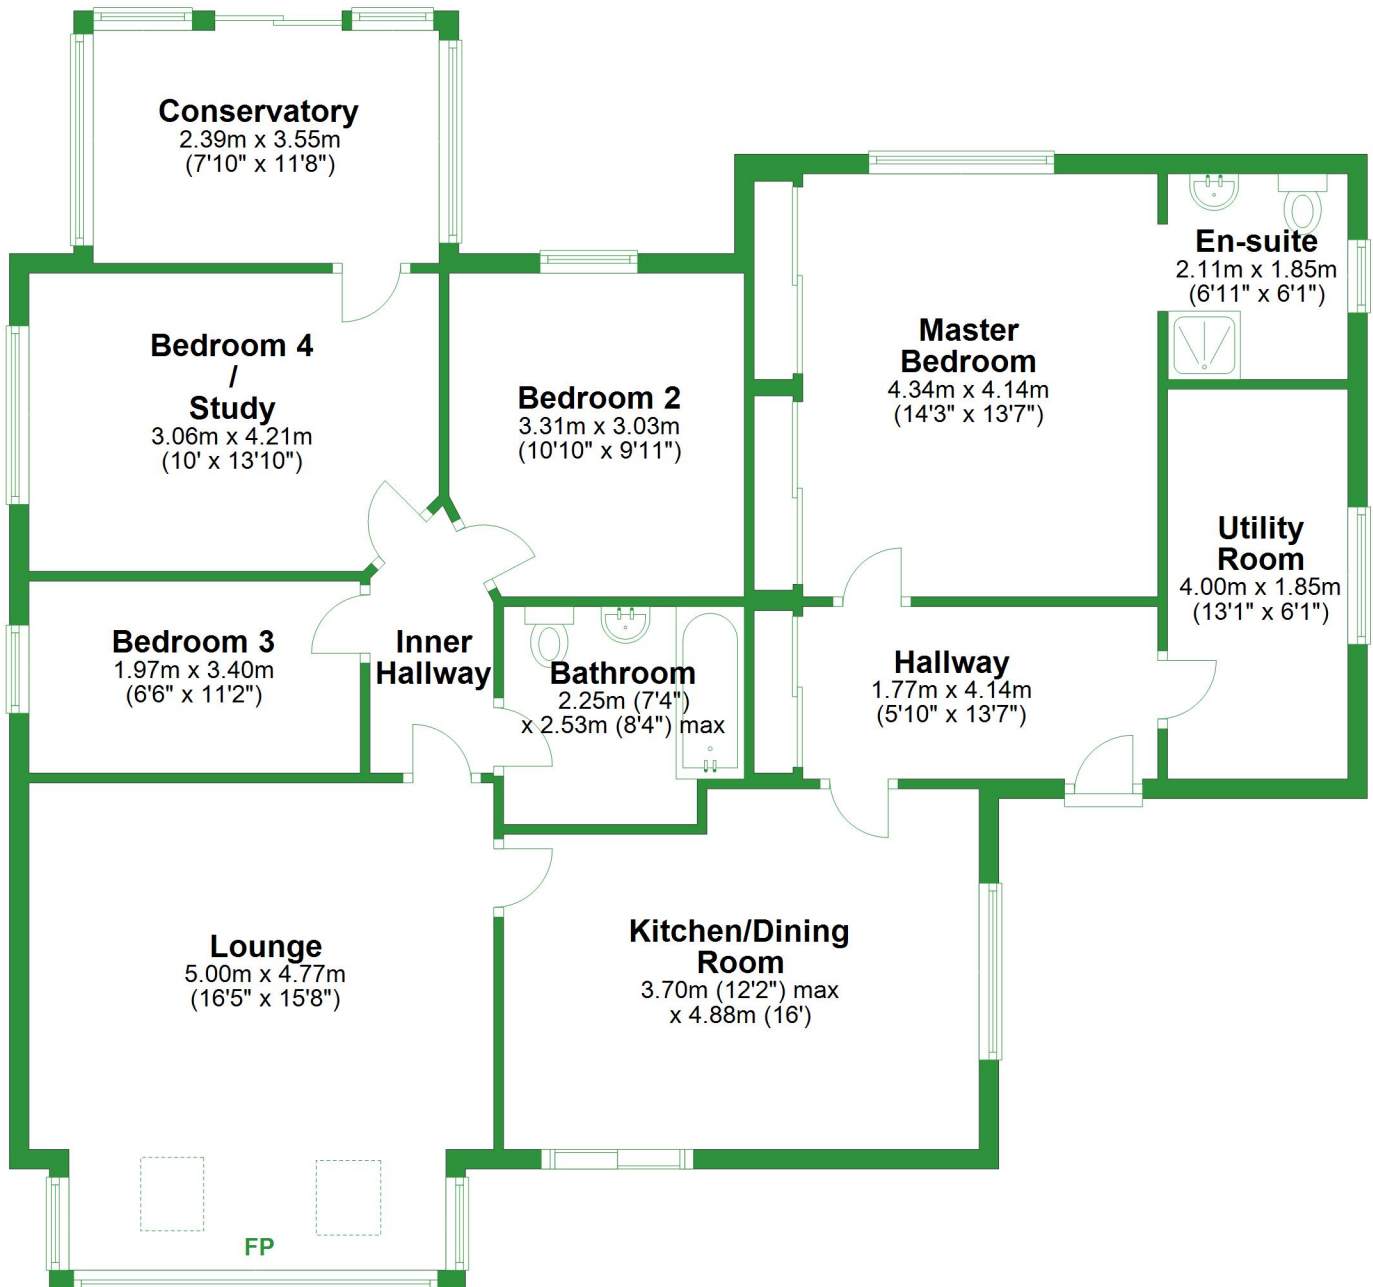 Conservatory
2.39m x 3.55m
(7'10" x 11'8")
En-suite
2.11m x 1.85m
(6'11" x 6'1")
Master
Bedroom
4.34m x 4.14m
(14'3" x 13'7")
Bedroom 4
/
Study
3.06m x 4.21m
(10' x 13'10")
Bedroom 2
3.31m x 3.03m
(10'10" x 9'11")
Utility
Room
4.00m x 1.85m
(13'1" x 6'1")
Bedroom 3
1.97m x 3.40m
(6'6" x 11'2")
Inner
Hallway
Bathroom
2.25m (7'4")
x 2.53m (8'4") max
Hallway
1.77m x 4.14m
(5'10" x 13'7")
Lounge
5.00m x 4.77m
(16'5" x 15'8")
Kitchen/Dining
Room
3.70m (12'2") max
x 4.88m (16')
FP